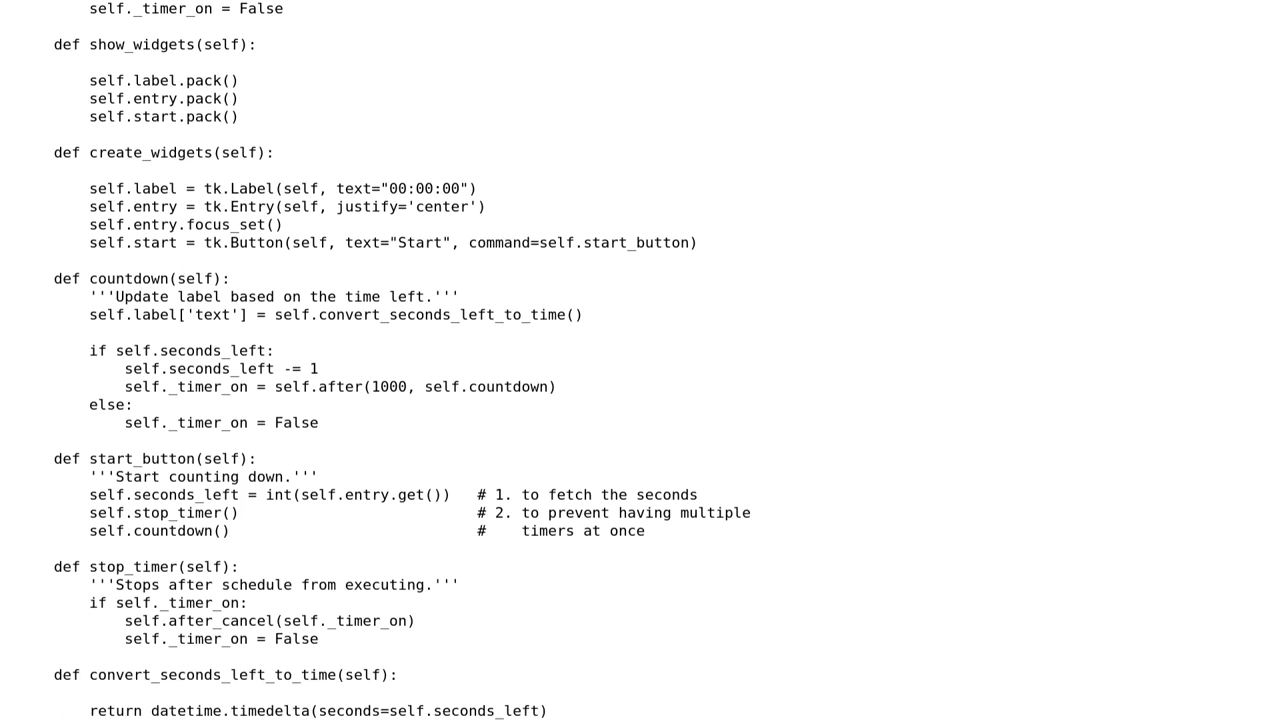 self._timer_on = False

    def show_widgets(self):

        self.label.pack()
        self.entry.pack()
        self.start.pack()

    def create_widgets(self):

        self.label = tk.Label(self, text="00:00:00")
        self.entry = tk.Entry(self, justify='center')
        self.entry.focus_set()
        self.start = tk.Button(self, text="Start", command=self.start_button)

    def countdown(self):
        '''Update label based on the time left.'''
        self.label['text'] = self.convert_seconds_left_to_time()

        if self.seconds_left:
            self.seconds_left -= 1
            self._timer_on = self.after(1000, self.countdown)
        else:
            self._timer_on = False

    def start_button(self):
        '''Start counting down.'''
        self.seconds_left = int(self.entry.get())   # 1. to fetch the seconds
        self.stop_timer()                           # 2. to prevent having multiple
        self.countdown()                            #    timers at once

    def stop_timer(self):
        '''Stops after schedule from executing.'''
        if self._timer_on:
            self.after_cancel(self._timer_on)
            self._timer_on = False

    def convert_seconds_left_to_time(self):

        return datetime.timedelta(seconds=self.seconds_left)